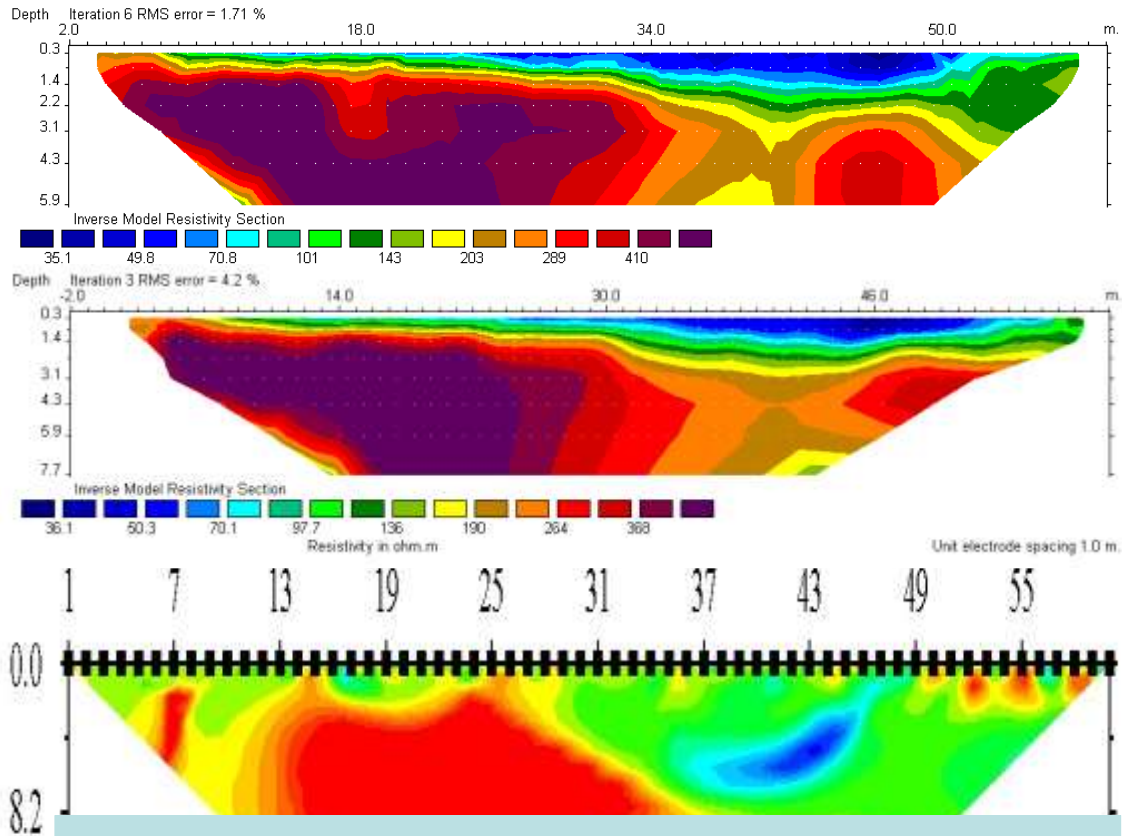 Depth Iteration 6 RMS error = 1.71 %
2.0 18.0 34.0 50.0 m.
0.3
1.4
2.2
3.1
4.3
5.9
Inverse Model Resistivity Section
35.1 49.8 70.8 101 143 203 289 410
Depth Iteration 3 RMS error = 4.2 %
-2.0 14.0 30.0 46.0 m.
0.3
1.4
3.1
4.3
5.9
7.7
Inverse Model Resistivity Section
36.1 50.3 70.1 97.7 136 190 264 368
Resistivity in ohm.m Unit electrode spacing 1.0 m.
1 7 13 19 25 31 37 43 49 55
0.0
8.2